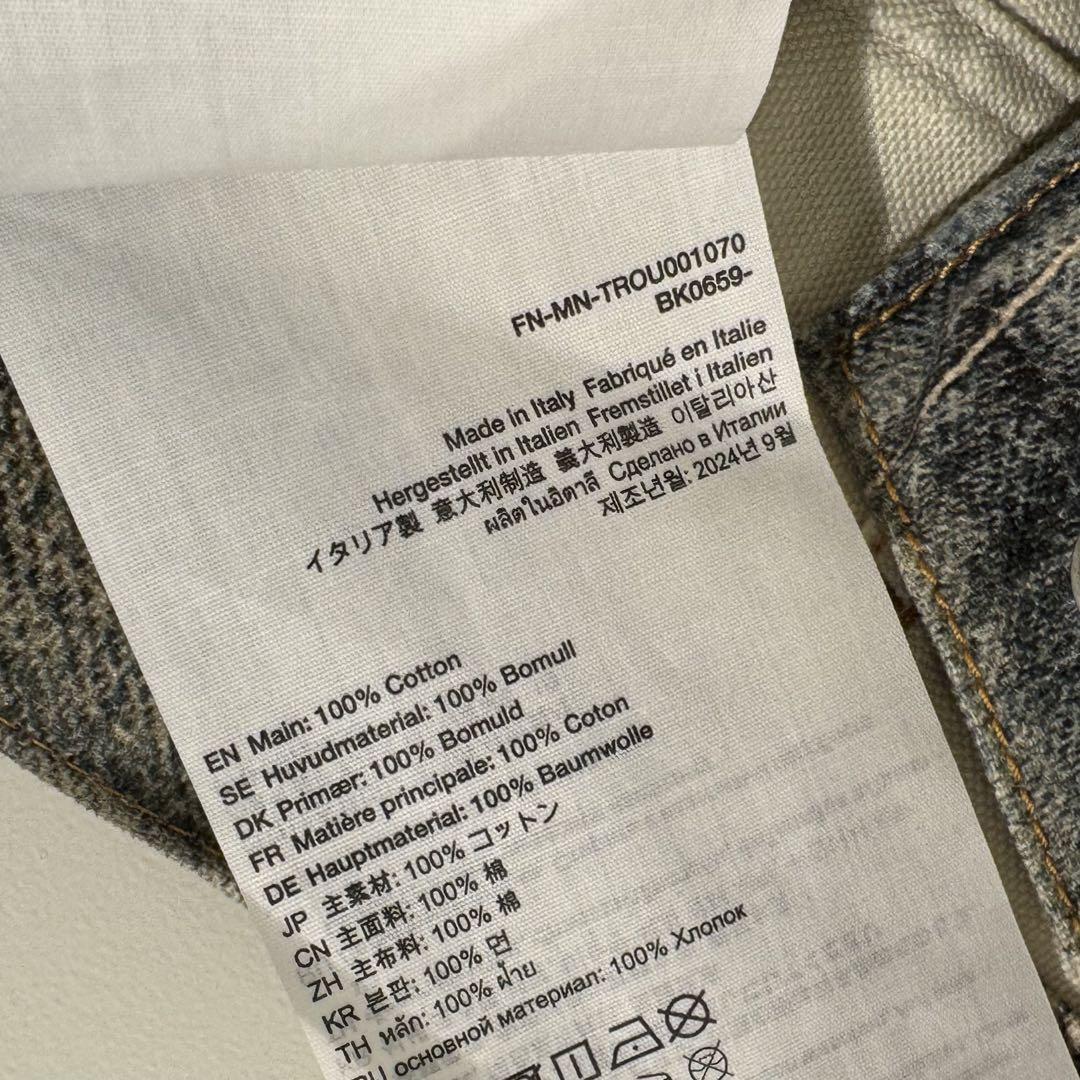 FN-MN-TROU001070
BK0659-
Made in Italy Fabriqué en Italie
Hergestellt in Italien Fremstillet i Italien
イタリア製 意大利制造 義大利製造 이탈리아산
ผลิตในอิตาลี Сделано в Италии
제조년월: 2024년 9월
EN Main: 100% Cotton
SE Huvudmaterial: 100% Bomull
DK Primær: 100% Bomuld
FR Matière principale: 100% Coton
DE Hauptmaterial: 100% Baumwolle
JP 主素材: 100% コットン
CN 主面料: 100% 棉
ZH 主布料: 100% 棉
KR 본판: 100% 면
TH หลัก: 100% ฝ้าย
RU основной материал: 100% Хлопок